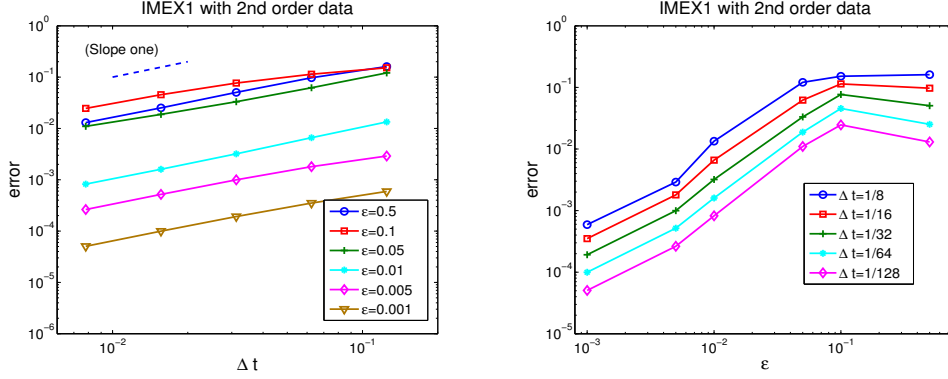 IMEX1 with 2nd order data
10^0
10^-1
10^-2
10^-3
10^-4
10^-5
10^-6
error
(Slope one)
ε=0.5
ε=0.1
ε=0.05
ε=0.01
ε=0.005
ε=0.001
10^-2
10^-1
Δ t
IMEX1 with 2nd order data
10^0
10^-1
10^-2
10^-3
10^-4
10^-5
error
Δ t=1/8
Δ t=1/16
Δ t=1/32
Δ t=1/64
Δ t=1/128
10^-3
10^-2
10^-1
ε